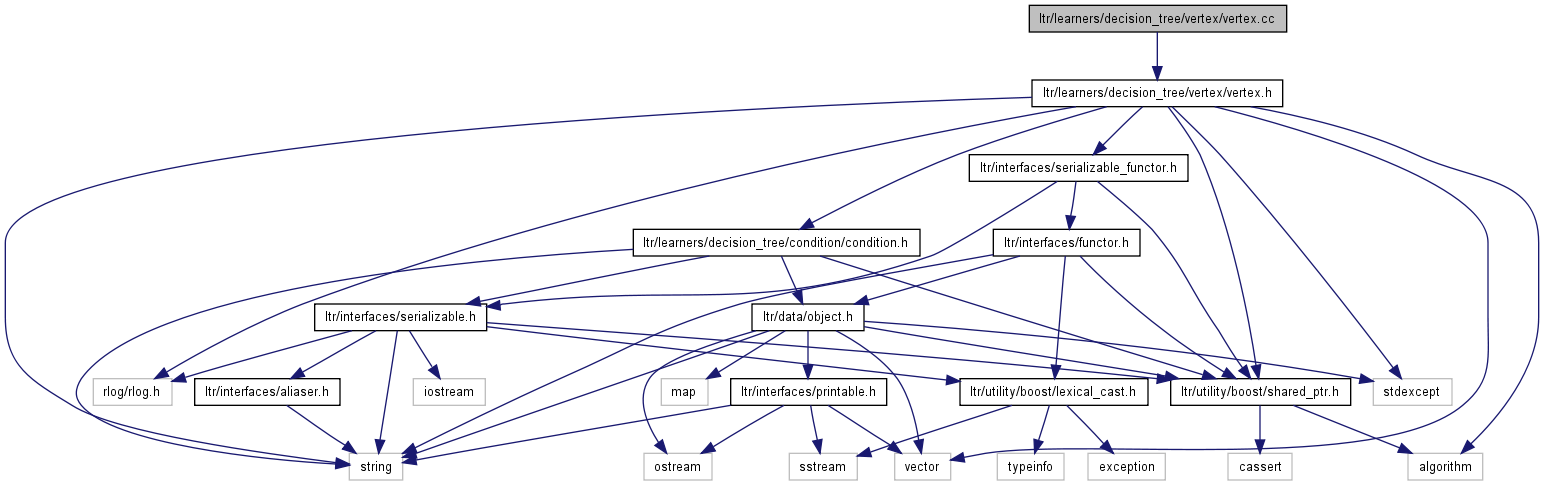 ltr/learners/decision_tree/vertex/vertex.cc
ltr/learners/decision_tree/vertex/vertex.h
ltr/interfaces/serializable_functor.h
ltr/learners/decision_tree/condition/condition.h
ltr/interfaces/functor.h
ltr/interfaces/serializable.h
ltr/data/object.h
rlog/rlog.h
ltr/interfaces/aliaser.h
iostream
map
ltr/interfaces/printable.h
ltr/utility/boost/lexical_cast.h
ltr/utility/boost/shared_ptr.h
stdexcept
string
ostream
sstream
vector
typeinfo
exception
cassert
algorithm